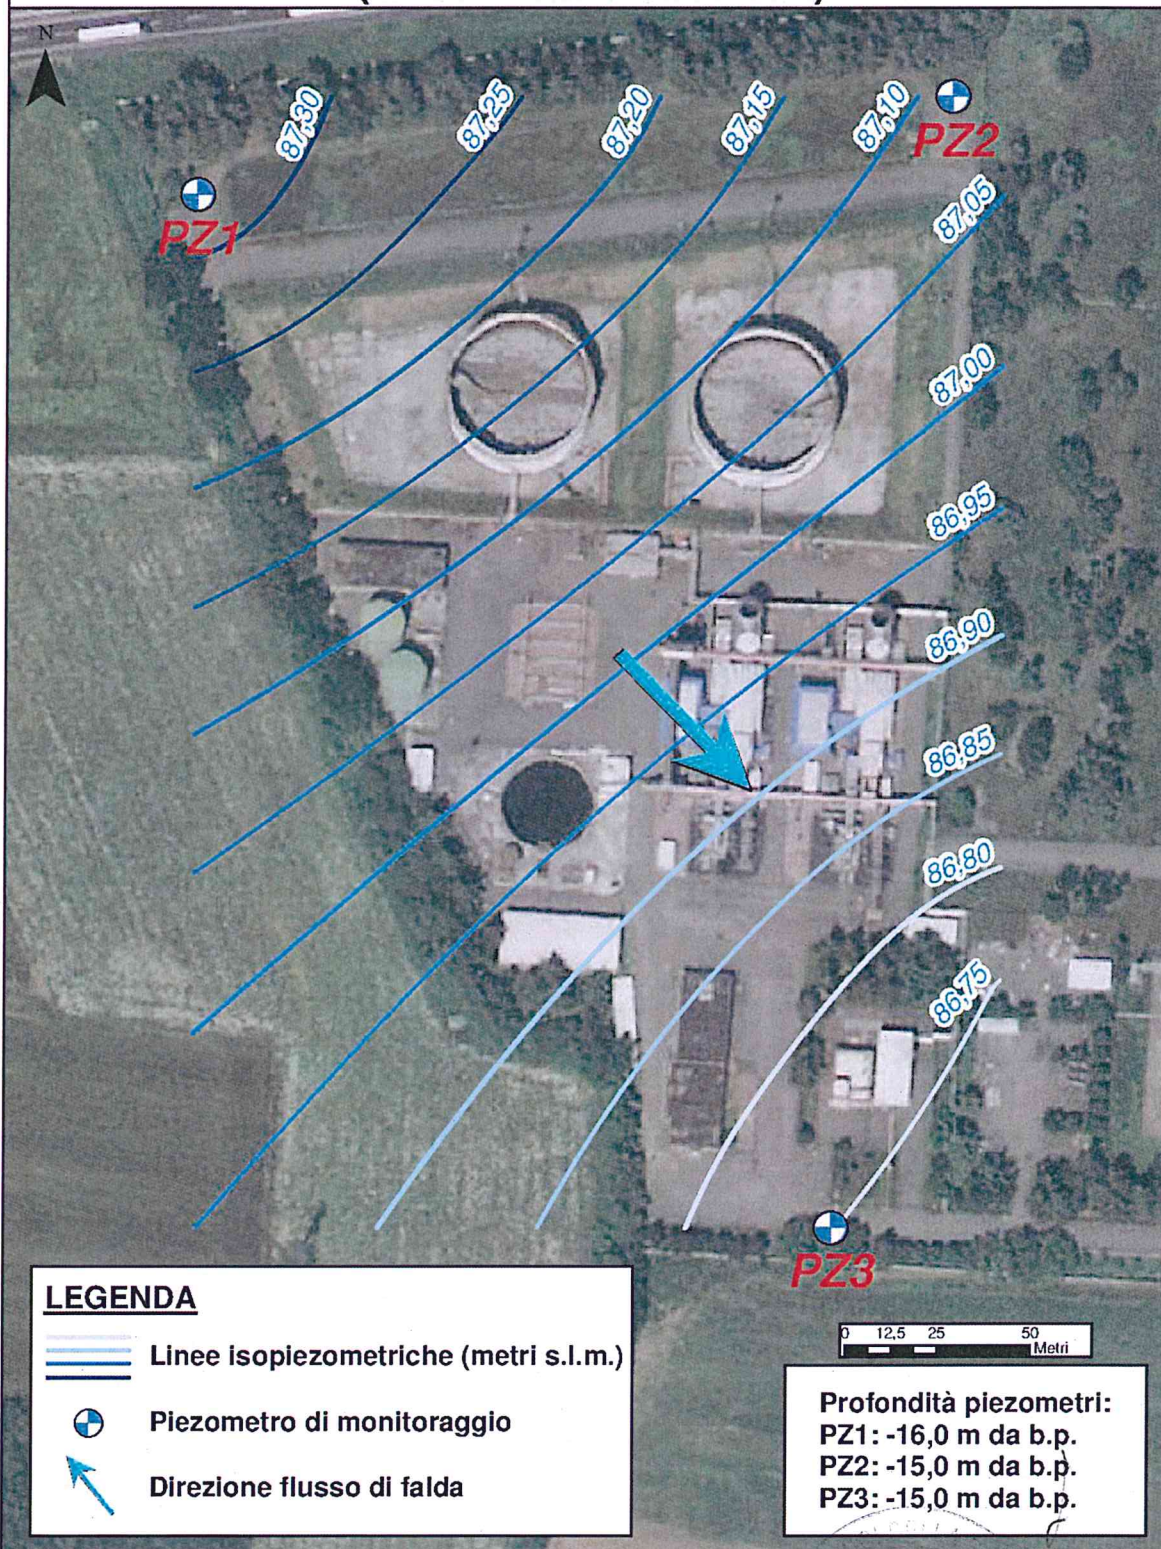 N
87,30
87,25
87,20
87,15
87,10
PZ2
PZ1
87,05
87,00
86,95
86,90
86,85
86,80
86,75
PZ3
LEGENDA
Linee isopiezometriche (metri s.l.m.)
Piezometro di monitoraggio
Direzione flusso di falda
0 12,5 25 50
Metri
Profondità piezometri:
PZ1: -16,0 m da b.p.
PZ2: -15,0 m da b.p.
PZ3: -15,0 m da b.p.